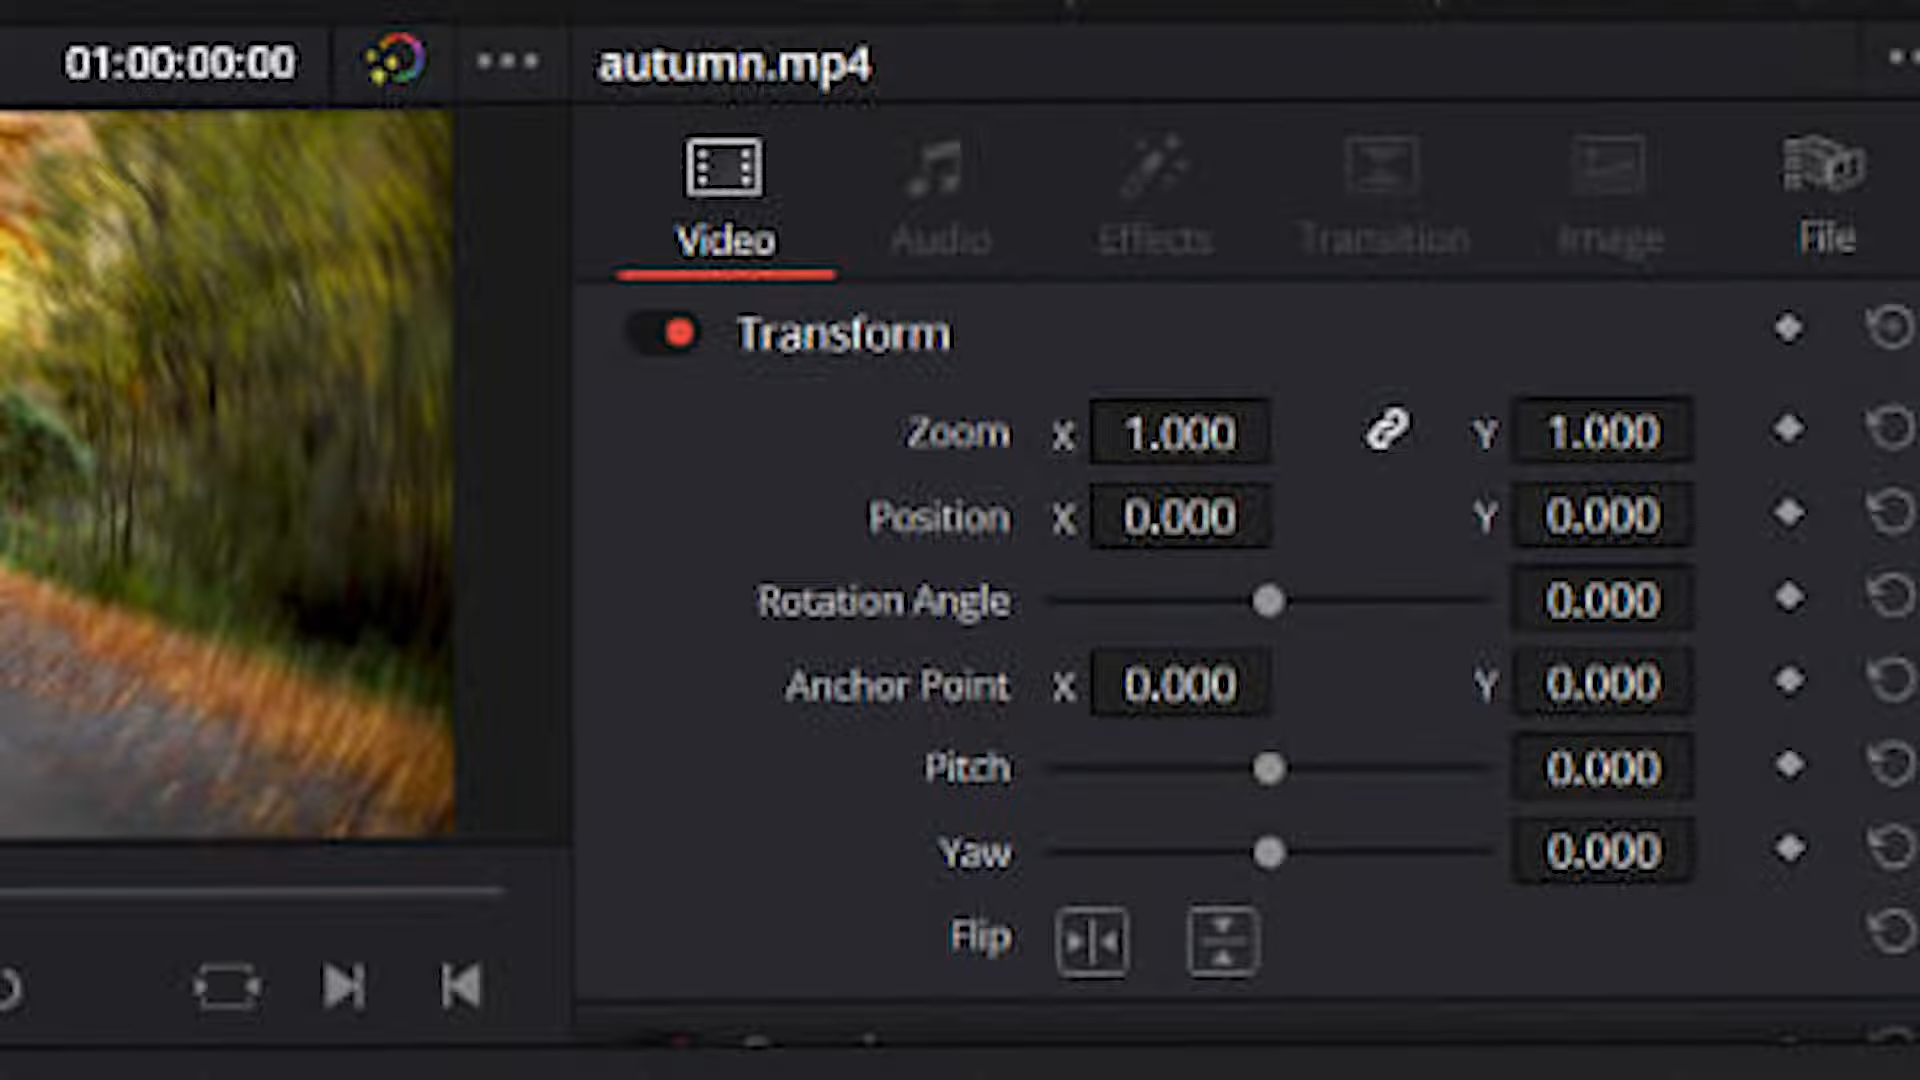 01:00:00:00
autumn.mp4
Video Audio Effects Transition Image File
Transform
Zoom X 1.000 Y 1.000
Position X 0.000 Y 0.000
Rotation Angle 0.000
Anchor Point X 0.000 Y 0.000
Pitch 0.000
Yaw 0.000
Flip